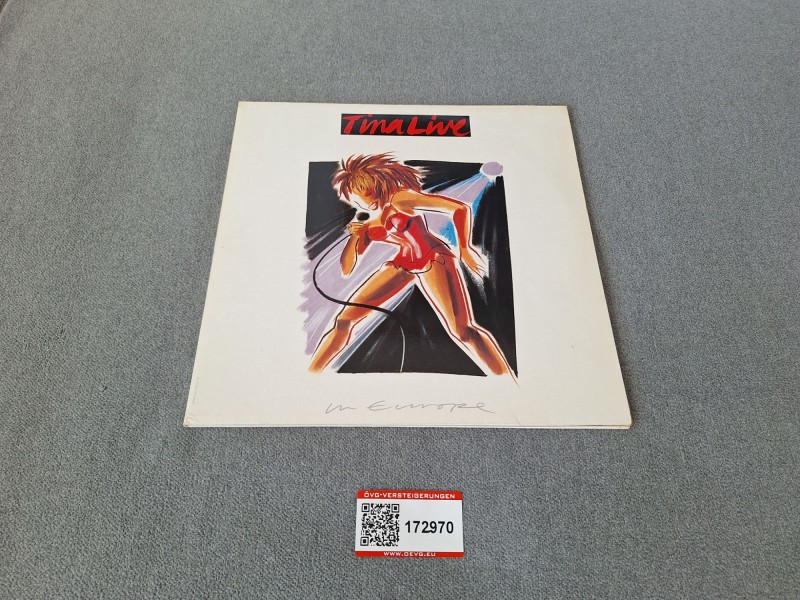 Tina Live
in Europe
ÖVG-VERSTEIGERUNGEN
172970
WWW.OEVG.EU